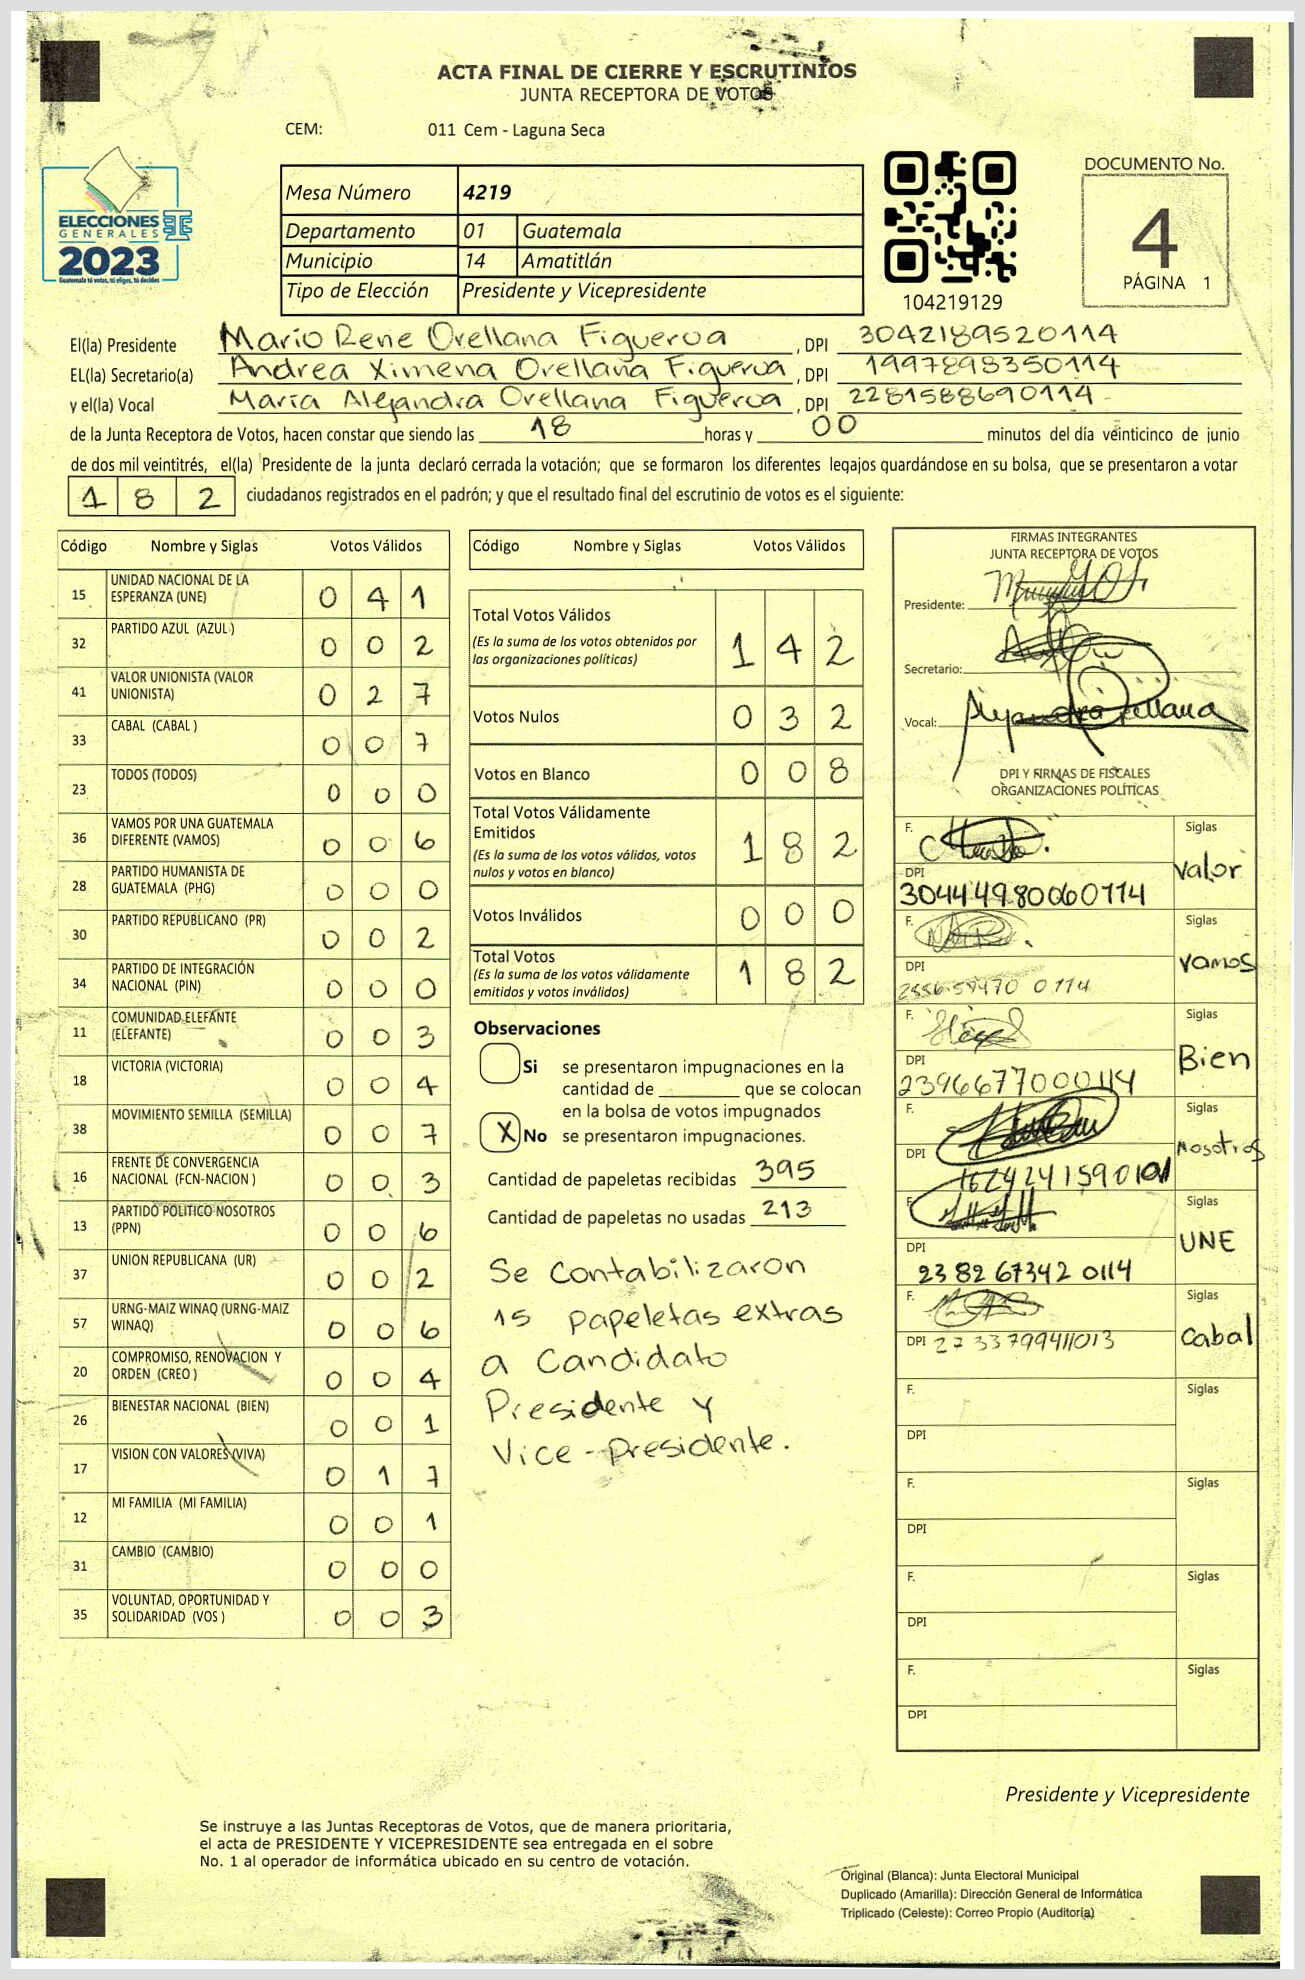 ACTA FINAL DE CIERRE Y ESCRUTINIOS
JUNTA RECEPTORA DE VOTOS
CEM: 011 Cem - Laguna Seca
ELECCIONES
GENERALES
2023
Guatemala tú votas, tú eliges, tú decides
Mesa Número 4219
Departamento 01 Guatemala
Municipio 14 Amatitlán
Tipo de Elección Presidente y Vicepresidente
104219129
DOCUMENTO No.
4
PÁGINA 1
El(la) Presidente Mario Rene Orellana Figueroa, DPI 3042189520114
EL(la) Secretario(a) Andrea Ximena Orellana Figueroa, DPI 1997898350114
y el(la) Vocal María Alejandra Orellana Figueroa, DPI 2281588690114
de la Junta Receptora de Votos, hacen constar que siendo las 18 horas y 00 minutos del día veinticinco de junio
de dos mil veintitrés, el(la) Presidente de la junta declaró cerrada la votación; que se formaron los diferentes legajos guardándose en su bolsa, que se presentaron a votar
182 ciudadanos registrados en el padrón; y que el resultado final del escrutinio de votos es el siguiente:
Código Nombre y Siglas Votos Válidos
15 UNIDAD NACIONAL DE LA ESPERANZA (UNE) 0 4 1
32 PARTIDO AZUL (AZUL) 0 0 2
41 VALOR UNIONISTA (VALOR UNIONISTA) 0 2 7
33 CABAL (CABAL ) 0 0 7
23 TODOS (TODOS) 0 0 0
36 VAMOS POR UNA GUATEMALA DIFERENTE (VAMOS) 0 0 6
28 PARTIDO HUMANISTA DE GUATEMALA (PHG) 0 0 0
30 PARTIDO REPUBLICANO (PR) 0 0 2
34 PARTIDO DE INTEGRACIÓN NACIONAL (PIN) 0 0 0
11 COMUNIDAD ELEFANTE (ELEFANTE) 0 0 3
18 VICTORIA (VICTORIA) 0 0 4
38 MOVIMIENTO SEMILLA (SEMILLA) 0 0 7
16 FRENTE DE CONVERGENCIA NACIONAL (FCN-NACION ) 0 0 3
13 PARTIDO POLITICO NOSOTROS (PPN) 0 0 6
37 UNION REPUBLICANA (UR) 0 0 2
57 URNG-MAIZ WINAQ (URNG-MAIZ WINAQ) 0 0 6
20 COMPROMISO, RENOVACION Y ORDEN (CREO ) 0 0 4
26 BIENESTAR NACIONAL (BIEN) 0 0 1
17 VISION CON VALORES (VIVA) 0 1 7
12 MI FAMILIA (MI FAMILIA) 0 0 1
31 CAMBIO (CAMBIO) 0 0 0
35 VOLUNTAD, OPORTUNIDAD Y SOLIDARIDAD (VOS ) 0 0 3
Código Nombre y Siglas Votos Válidos
Total Votos Válidos
(Es la suma de los votos obtenidos por
las organizaciones políticas) 1 4 2
Votos Nulos 0 3 2
Votos en Blanco 0 0 8
Total Votos Válidamente
Emitidos
(Es la suma de los votos válidos, votos
nulos y votos en blanco) 1 8 2
Votos Inválidos 0 0 0
Total Votos
(Es la suma de los votos válidamente
emitidos y votos inválidos) 1 8 2
Observaciones
Si se presentaron impugnaciones en la
cantidad de ________ que se colocan
en la bolsa de votos impugnados
X No se presentaron impugnaciones.
Cantidad de papeletas recibidas 395
Cantidad de papeletas no usadas 213
Se Contabilizaron
15 papeletas extras
a Candidato
Presidente y
Vice-presidente.
FIRMAS INTEGRANTES
JUNTA RECEPTORA DE VOTOS
Presidente:
Secretario:
Vocal: Alejandra Orellana
DPI Y FIRMAS DE FISCALES
ORGANIZACIONES POLÍTICAS
F. Siglas
Valor
DPI
3044498006 0114
F. Siglas
Vamos
DPI
F. Siglas
Bien
DPI
2396677000114
F. Siglas
Nosotros
DPI
F. Siglas
UNE
DPI
2382673420114
F. Siglas
Cabal
DPI 2733799411013
F. Siglas
DPI
F. Siglas
DPI
F. Siglas
DPI
F. Siglas
DPI
Presidente y Vicepresidente
Se instruye a las Juntas Receptoras de Votos, que de manera prioritaria,
el acta de PRESIDENTE Y VICEPRESIDENTE sea entregada en el sobre
No. 1 al operador de informática ubicado en su centro de votación.
Original (Blanca): Junta Electoral Municipal
Duplicado (Amarilla): Dirección General de Informática
Triplicado (Celeste): Correo Propio (Auditoría)